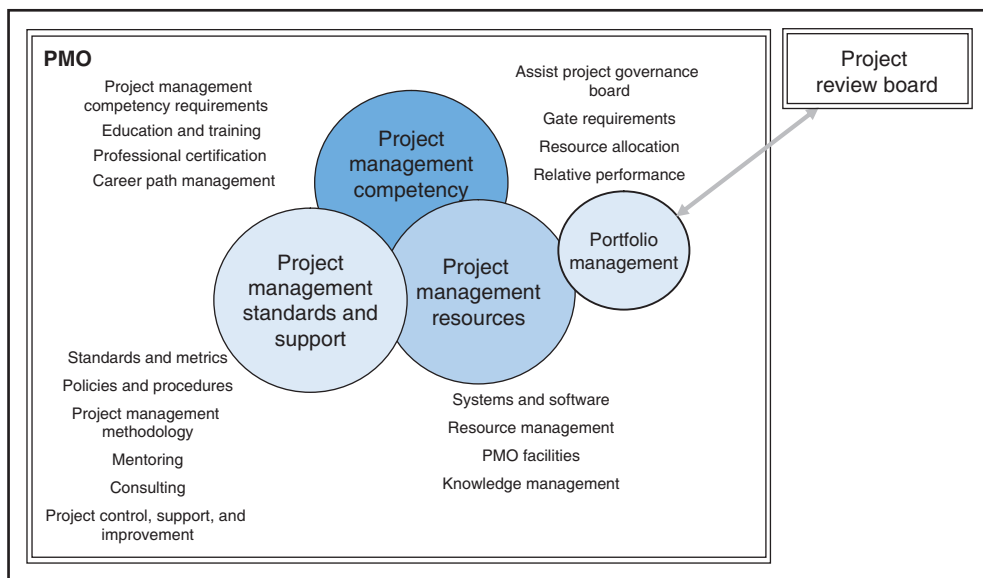 PMO
Project management
competency requirements
Education and training
Professional certification
Career path management
Project
management
competency
Assist project governance
board
Gate requirements
Resource allocation
Relative performance
Project
review board
Portfolio
management
Project
management
standards and
support
Project
management
resources
Standards and metrics
Policies and procedures
Project management
methodology
Mentoring
Consulting
Project control, support, and
improvement
Systems and software
Resource management
PMO facilities
Knowledge management